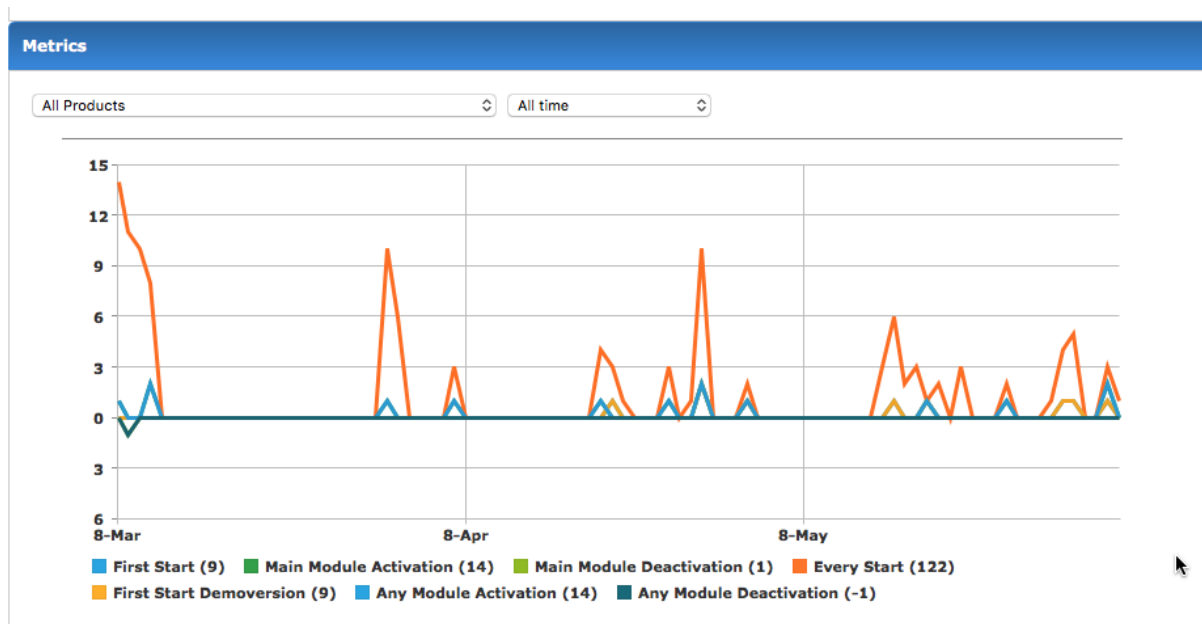 Metrics
All Products All time
15
12
9
6
3
0
3
6
8-Mar 8-Apr 8-May
First Start (9) Main Module Activation (14) Main Module Deactivation (1) Every Start (122)
First Start Demoversion (9) Any Module Activation (14) Any Module Deactivation (-1)